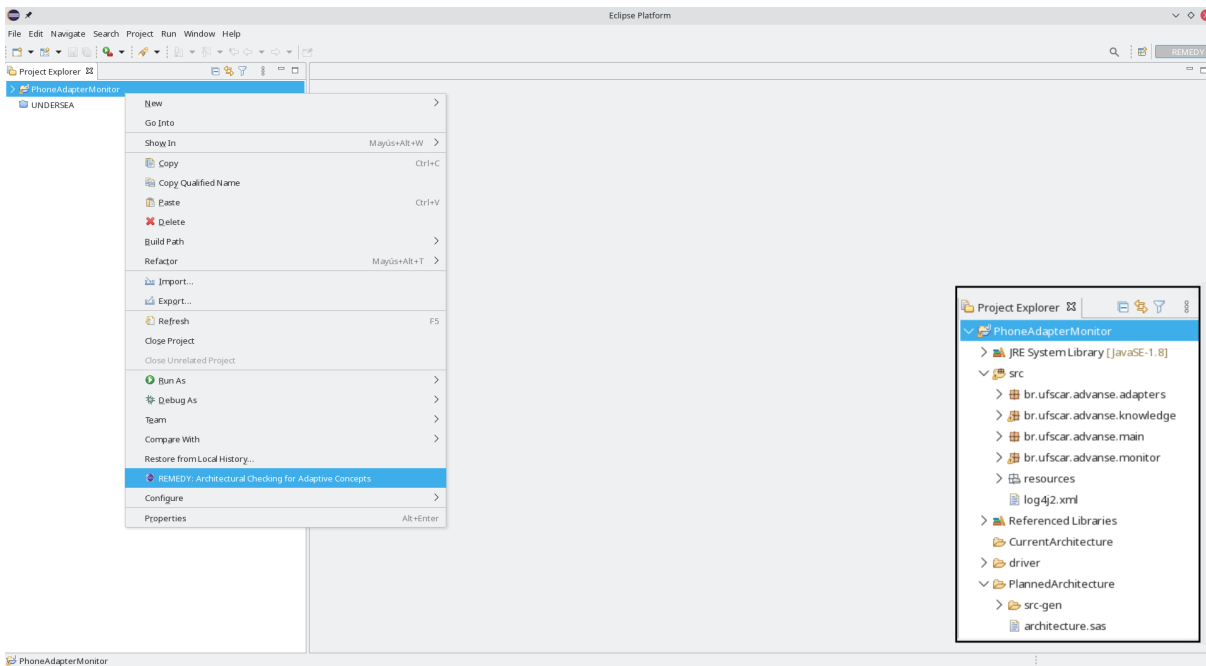 Eclipse Platform
File Edit Navigate Search Project Run Window Help
REMEDY
Project Explorer
PhoneAdapterMonitor
UNDERSEA
New
Go Into
Show In Mayús+Alt+W
Copy Ctrl+C
Copy Qualified Name
Paste Ctrl+V
Delete
Build Path
Refactor Mayús+Alt+T
Import...
Export...
Refresh F5
Close Project
Close Unrelated Project
Run As
Debug As
Team
Compare With
Restore from Local History...
REMEDY: Architectural Checking for Adaptive Concepts
Configure
Properties Alt+Enter
Project Explorer
PhoneAdapterMonitor
JRE System Library [JavaSE-1.8]
src
br.ufscar.advanse.adapters
br.ufscar.advanse.knowledge
br.ufscar.advanse.main
br.ufscar.advanse.monitor
resources
log4j2.xml
Referenced Libraries
CurrentArchitecture
driver
PlannedArchitecture
src-gen
architecture.sas
PhoneAdapterMonitor